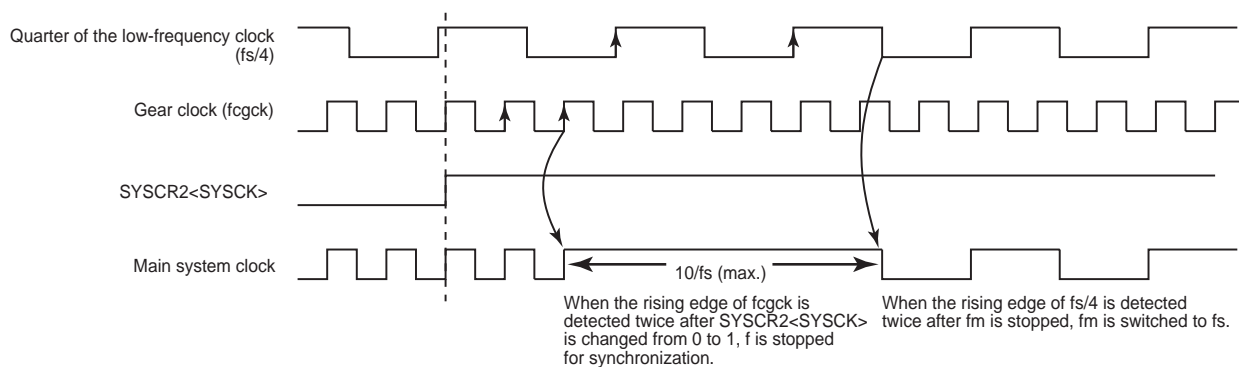 Quarter of the low-frequency clock
(fs/4)
Gear clock (fcgck)
SYSCR2<SYSCK>
Main system clock
10/fs (max.)
When the rising edge of fcgck is
detected twice after SYSCR2<SYSCK>
is changed from 0 to 1, f is stopped
for synchronization.
When the rising edge of fs/4 is detected
twice after fm is stopped, fm is switched to fs.